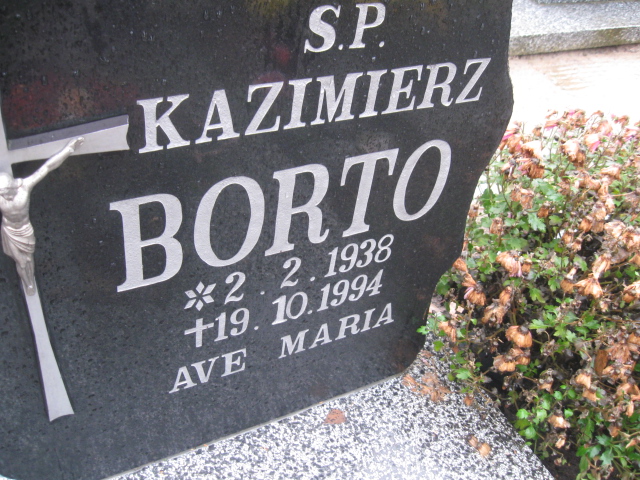 S.P.
KAZIMIERZ
BORTO
* 2. 2. 1938
+ 19. 10. 1994
AVE MARIA